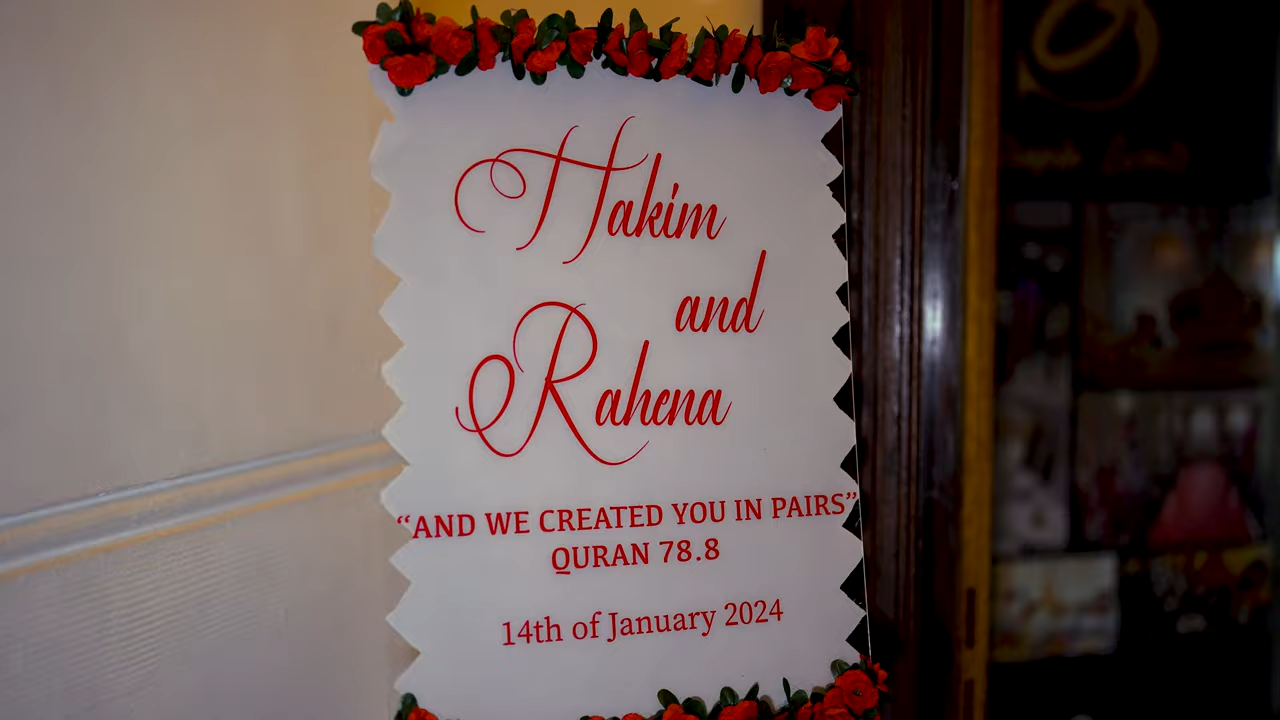 Hakim
and
Rahena
“AND WE CREATED YOU IN PAIRS”
QURAN 78.8
14th of January 2024